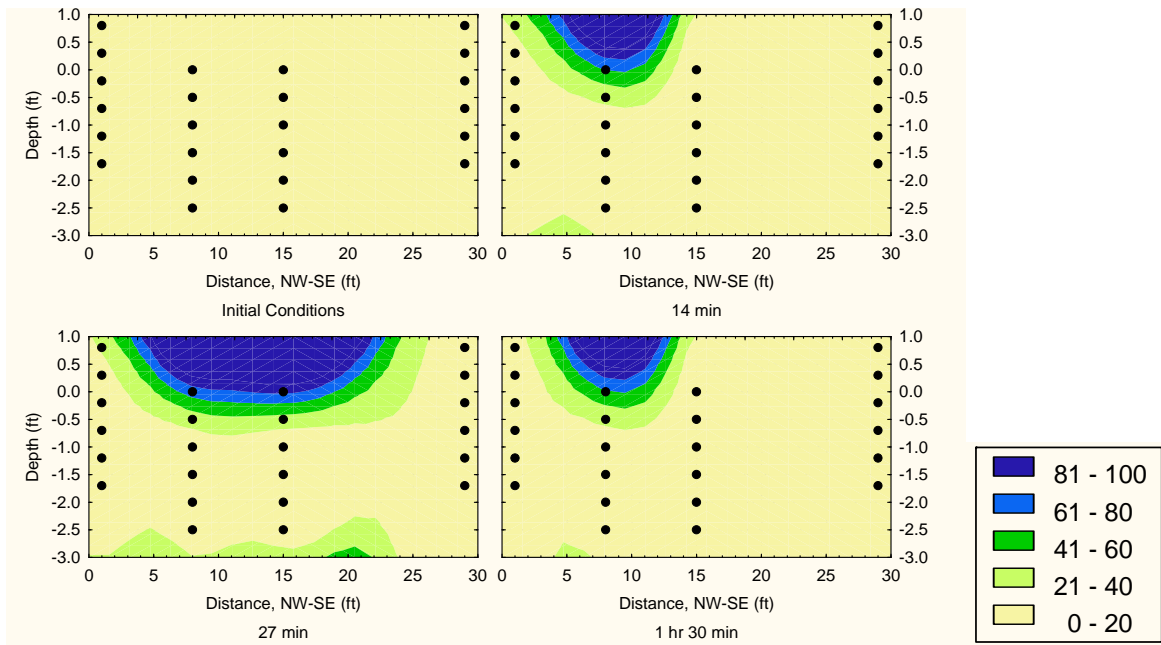 1.0
0.5
0.0
-0.5
-1.0
-1.5
-2.0
-2.5
-3.0
Depth (ft)
0 5 10 15 20 25 30
Distance, NW-SE (ft)
Initial Conditions
1.0
0.5
0.0
-0.5
-1.0
-1.5
-2.0
-2.5
-3.0
0 5 10 15 20 25 30
Distance, NW-SE (ft)
14 min
1.0
0.5
0.0
-0.5
-1.0
-1.5
-2.0
-2.5
-3.0
Depth (ft)
0 5 10 15 20 25 30
Distance, NW-SE (ft)
27 min
1.0
0.5
0.0
-0.5
-1.0
-1.5
-2.0
-2.5
-3.0
0 5 10 15 20 25 30
Distance, NW-SE (ft)
1 hr 30 min
81 - 100
61 - 80
41 - 60
21 - 40
0 - 20